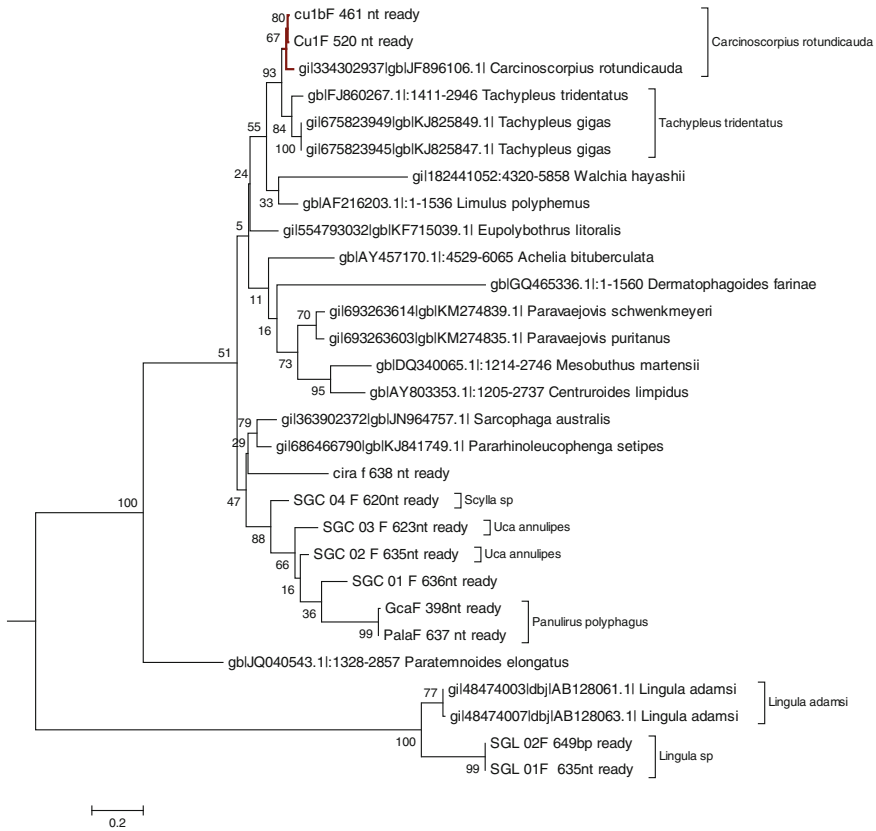 80
cu1bF 461 nt ready
67
Cu1F 520 nt ready
Carcinoscorpius rotundicauda
gi|334302937|gb|JF896106.1| Carcinoscorpius rotundicauda
93
gb|FJ860267.1|:1411-2946 Tachypleus tridentatus
84
gi|675823949|gb|KJ825849.1| Tachypleus gigas
Tachypleus tridentatus
100
gi|675823945|gb|KJ825847.1| Tachypleus gigas
55
gi|182441052:4320-5858 Walchia hayashii
24
33
gb|AF216203.1|:1-1536 Limulus polyphemus
5
gi|554793032|gb|KF715039.1| Eupolybothrus litoralis
gb|AY457170.1|:4529-6065 Achelia bituberculata
11
gb|GQ465336.1|:1-1560 Dermatophagoides farinae
16
70
gi|693263614|gb|KM274839.1| Paravaejovis schwenkmeyeri
gi|693263603|gb|KM274835.1| Paravaejovis puritanus
73
51
gb|DQ340065.1|:1214-2746 Mesobuthus martensii
95
gb|AY803353.1|:1205-2737 Centruroides limpidus
79
gi|363902372|gb|JN964757.1| Sarcophaga australis
29
gi|686466790|gb|KJ841749.1| Pararhinoleucophenga setipes
cira f 638 nt ready
47
100
SGC 04 F 620nt ready
Scylla sp
88
SGC 03 F 623nt ready
Uca annulipes
66
SGC 02 F 635nt ready
Uca annulipes
16
SGC 01 F 636nt ready
36
GcaF 398nt ready
Panulirus polyphagus
99
PalaF 637 nt ready
gb|JQ040543.1|:1328-2857 Paratemnoides elongatus
77
gi|48474003|dbj|AB128061.1| Lingula adamsi
Lingula adamsi
gi|48474007|dbj|AB128063.1| Lingula adamsi
100
SGL 02F 649bp ready
Lingula sp
99
SGL 01F 635nt ready
0.2